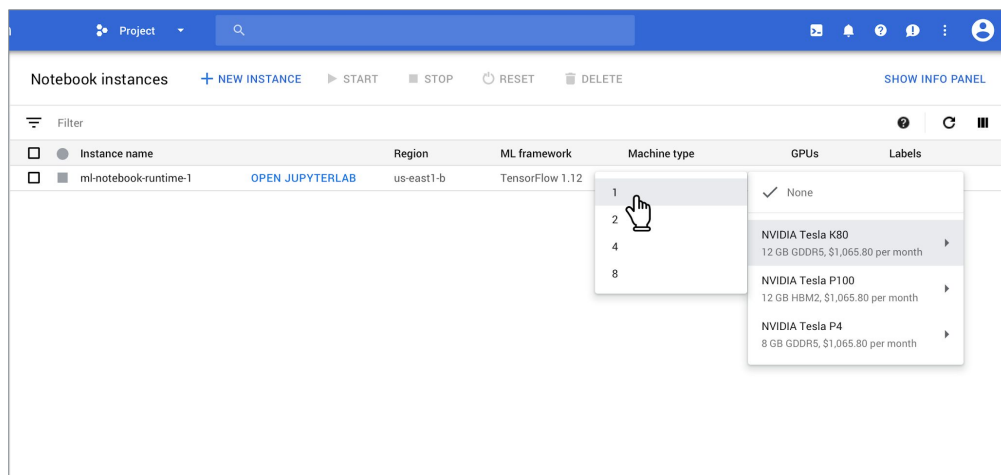 Project
Notebook instances
NEW INSTANCE
START
STOP
RESET
DELETE
SHOW INFO PANEL
Filter
Instance name
Region
ML framework
Machine type
GPUs
Labels
ml-notebook-runtime-1
OPEN JUPYTERLAB
us-east1-b
TensorFlow 1.12
1
2
4
8
None
NVIDIA Tesla K80
12 GB GDDR5, $1,065.80 per month
NVIDIA Tesla P100
12 GB HBM2, $1,065.80 per month
NVIDIA Tesla P4
8 GB GDDR5, $1,065.80 per month